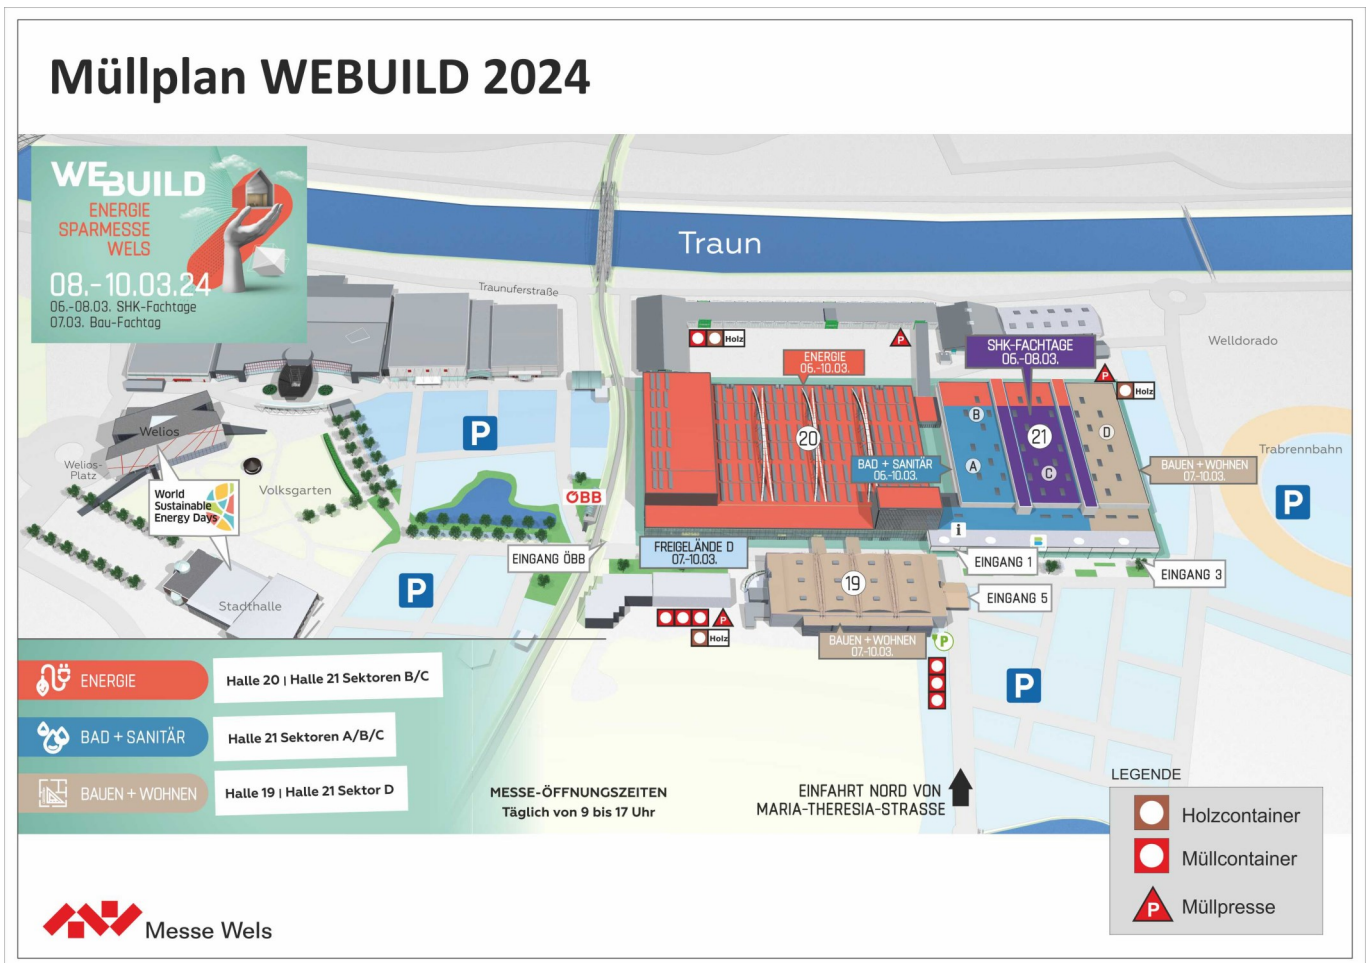 Müllplan WEBUILD 2024
WEBUILD
ENERGIE
SPARMESSE
WELS
08.-10.03.24
06.-08.03. SHK-Fachtage
07.03. Bau-Fachtag
Traun
Traunuferstraße
Welldorado
Trabrennbahn
Welios
Welios-
Platz
World
Sustainable
Energy Days
Volksgarten
Stadthalle
P
P
ÖBB
EINGANG ÖBB
Holz
P
ENERGIE
06.-10.03.
SHK-FACHTAGE
06.-08.03.
P
Holz
20
B
21
D
A
C
BAD + SANITÄR
06.-10.03.
BAUEN + WOHNEN
07.-10.03.
P
i
FREIGELÄNDE D
07.-10.03.
EINGANG 1
EINGANG 3
19
EINGANG 5
P
Holz
BAUEN + WOHNEN
07.-10.03.
P
P
ENERGIE
Halle 20 | Halle 21 Sektoren B/C
BAD + SANITÄR
Halle 21 Sektoren A/B/C
BAUEN + WOHNEN
Halle 19 | Halle 21 Sektor D
MESSE-ÖFFNUNGSZEITEN
Täglich von 9 bis 17 Uhr
EINFAHRT NORD VON
MARIA-THERESIA-STRASSE
LEGENDE
Holzcontainer
Müllcontainer
P Müllpresse
Messe Wels